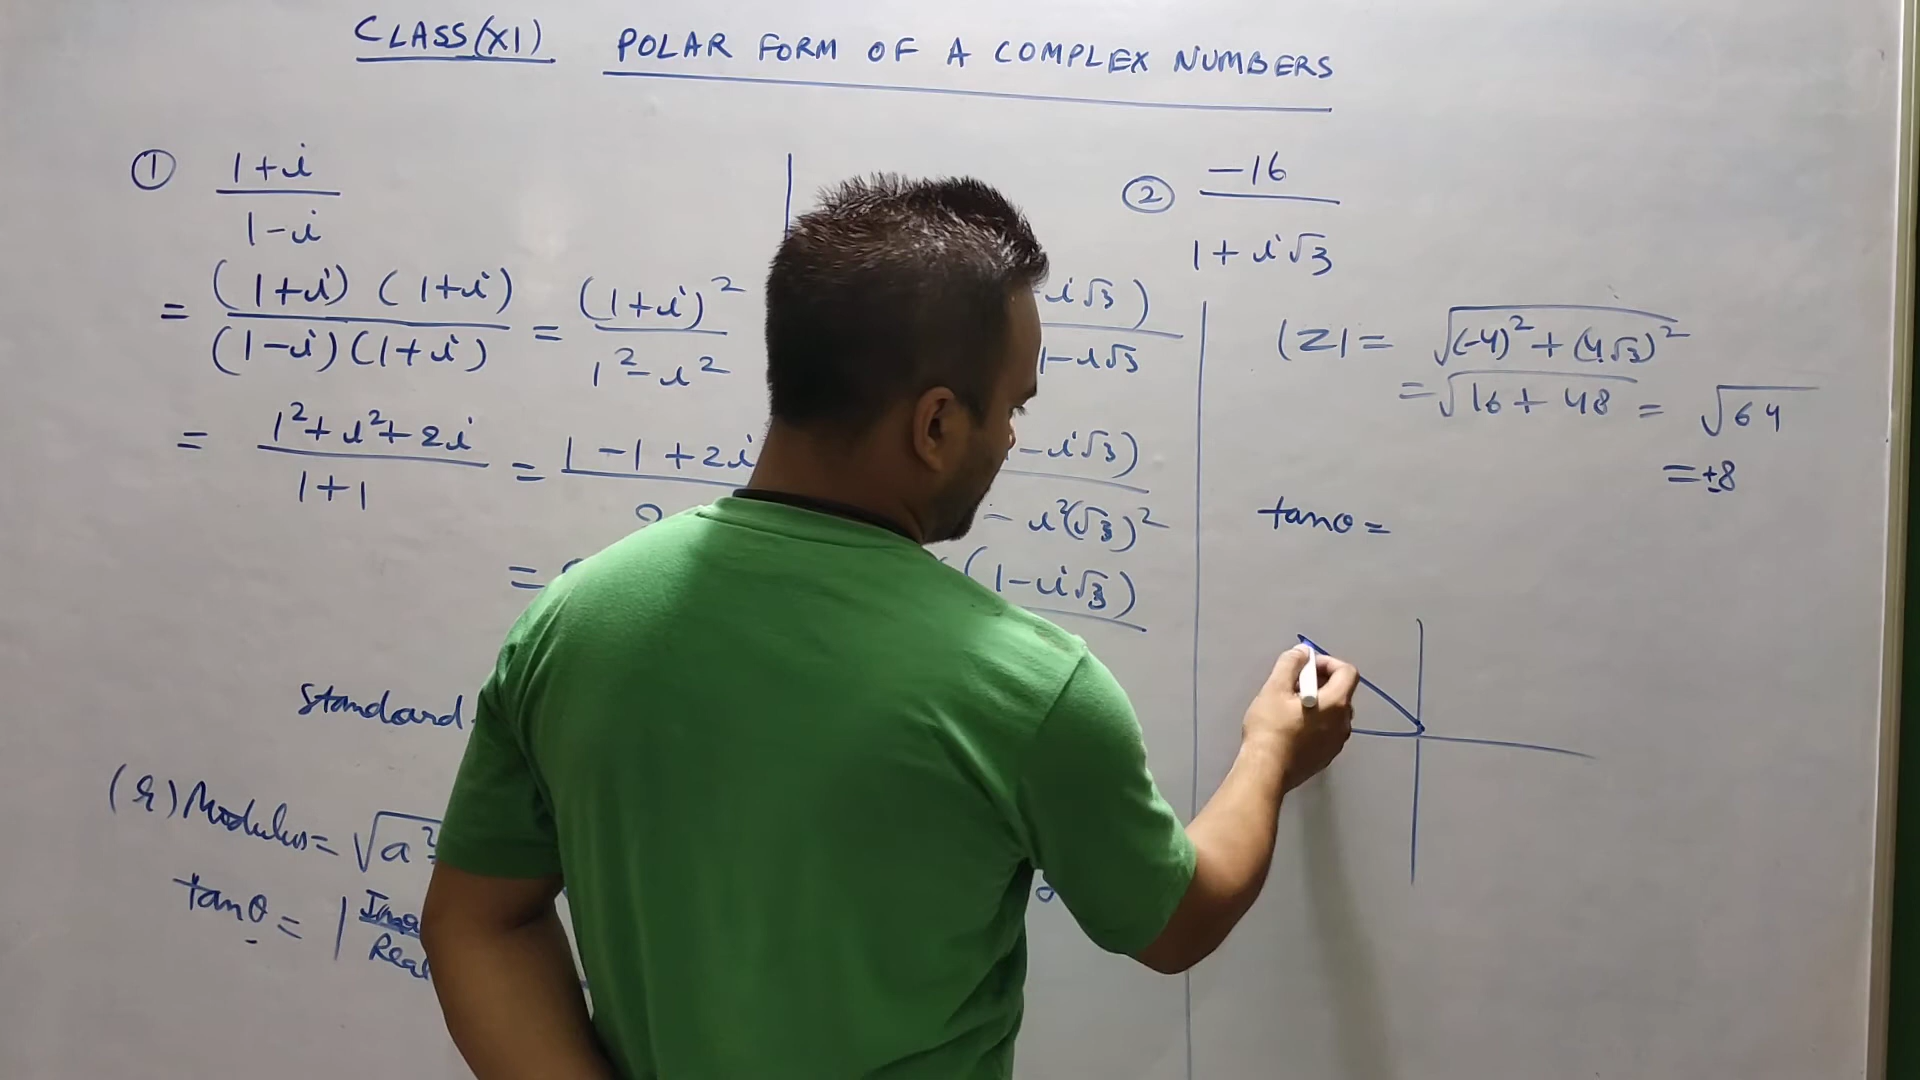 CLASS(XI) POLAR FORM OF A COMPLEX NUMBERS
① (1+i)/(1-i)
= (1+i)(1+i)/(1-i)(1+i) = (1+i)²/1²-i²
= 1²+i²+2i/1+1 = 1-1+2i
=
standard
(r) Modulus = √a²
tanθ = |Ima/Real
② -16/1+i√3
-i√3)/1-i√3
-i√3)
- i²(√3)²
(1-i√3)
|Z| = √(-4)²+(4√3)²
= √16+48 = √64
= ±8
tanθ =